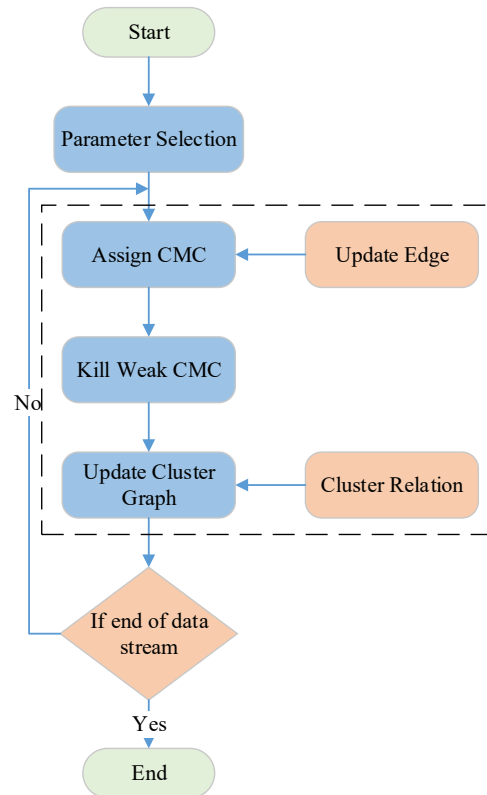 Start
Parameter Selection
Assign CMC
Update Edge
Kill Weak CMC
No
Update Cluster
Graph
Cluster Relation
If end of data
stream
Yes
End